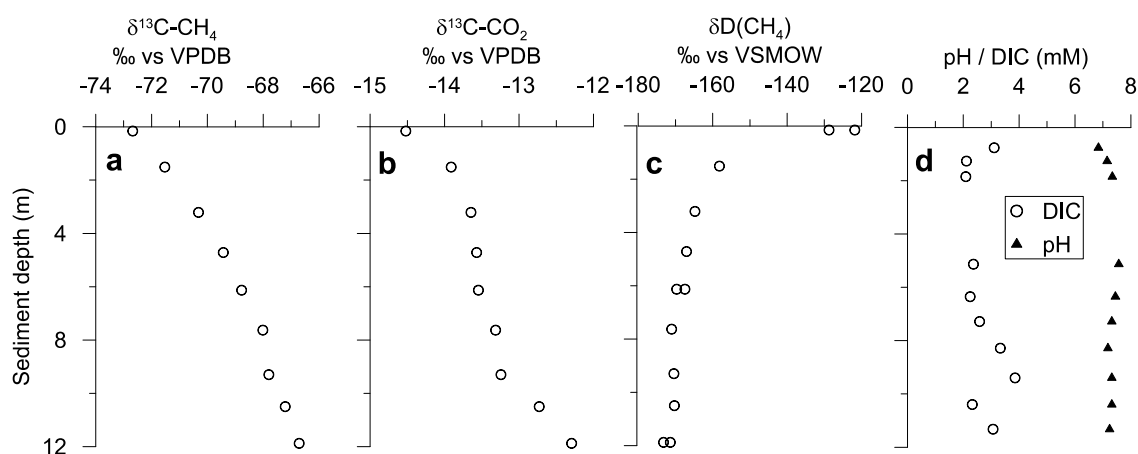 δ¹³C-CH₄
‰ vs VPDB
-74 -72 -70 -68 -66
δ¹³C-CO₂
‰ vs VPDB
-15 -14 -13 -12
δD(CH₄)
‰ vs VSMOW
-180 -160 -140 -120
pH / DIC (mM)
0 2 4 6 8
Sediment depth (m)
0
4
8
12
a
b
c
d
DIC
pH